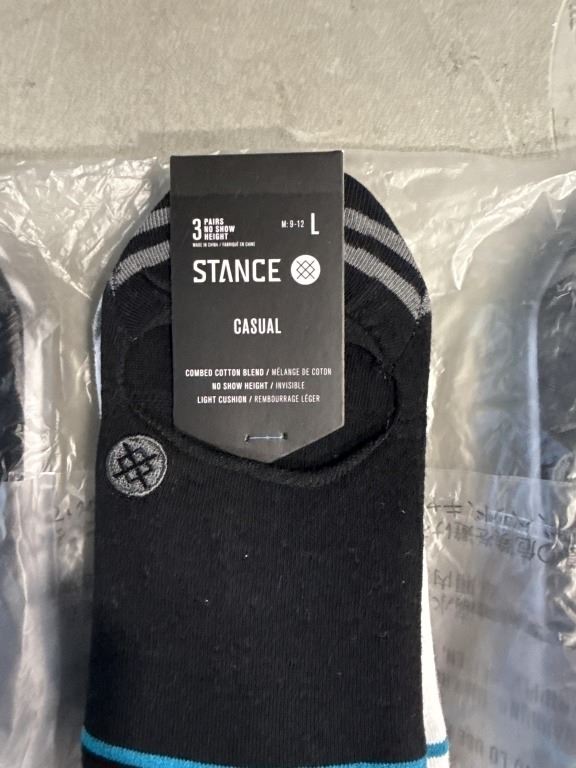 3 PAIRS
NO SHOW
HEIGHT
M: 9-12 L
MADE IN CHINA / FABRIQUÉ EN CHINE
STANCE
CASUAL
COMBED COTTON BLEND / MÉLANGE DE COTON
NO SHOW HEIGHT / INVISIBLE
LIGHT CUSHION / REMBOURRAGE LÉGER